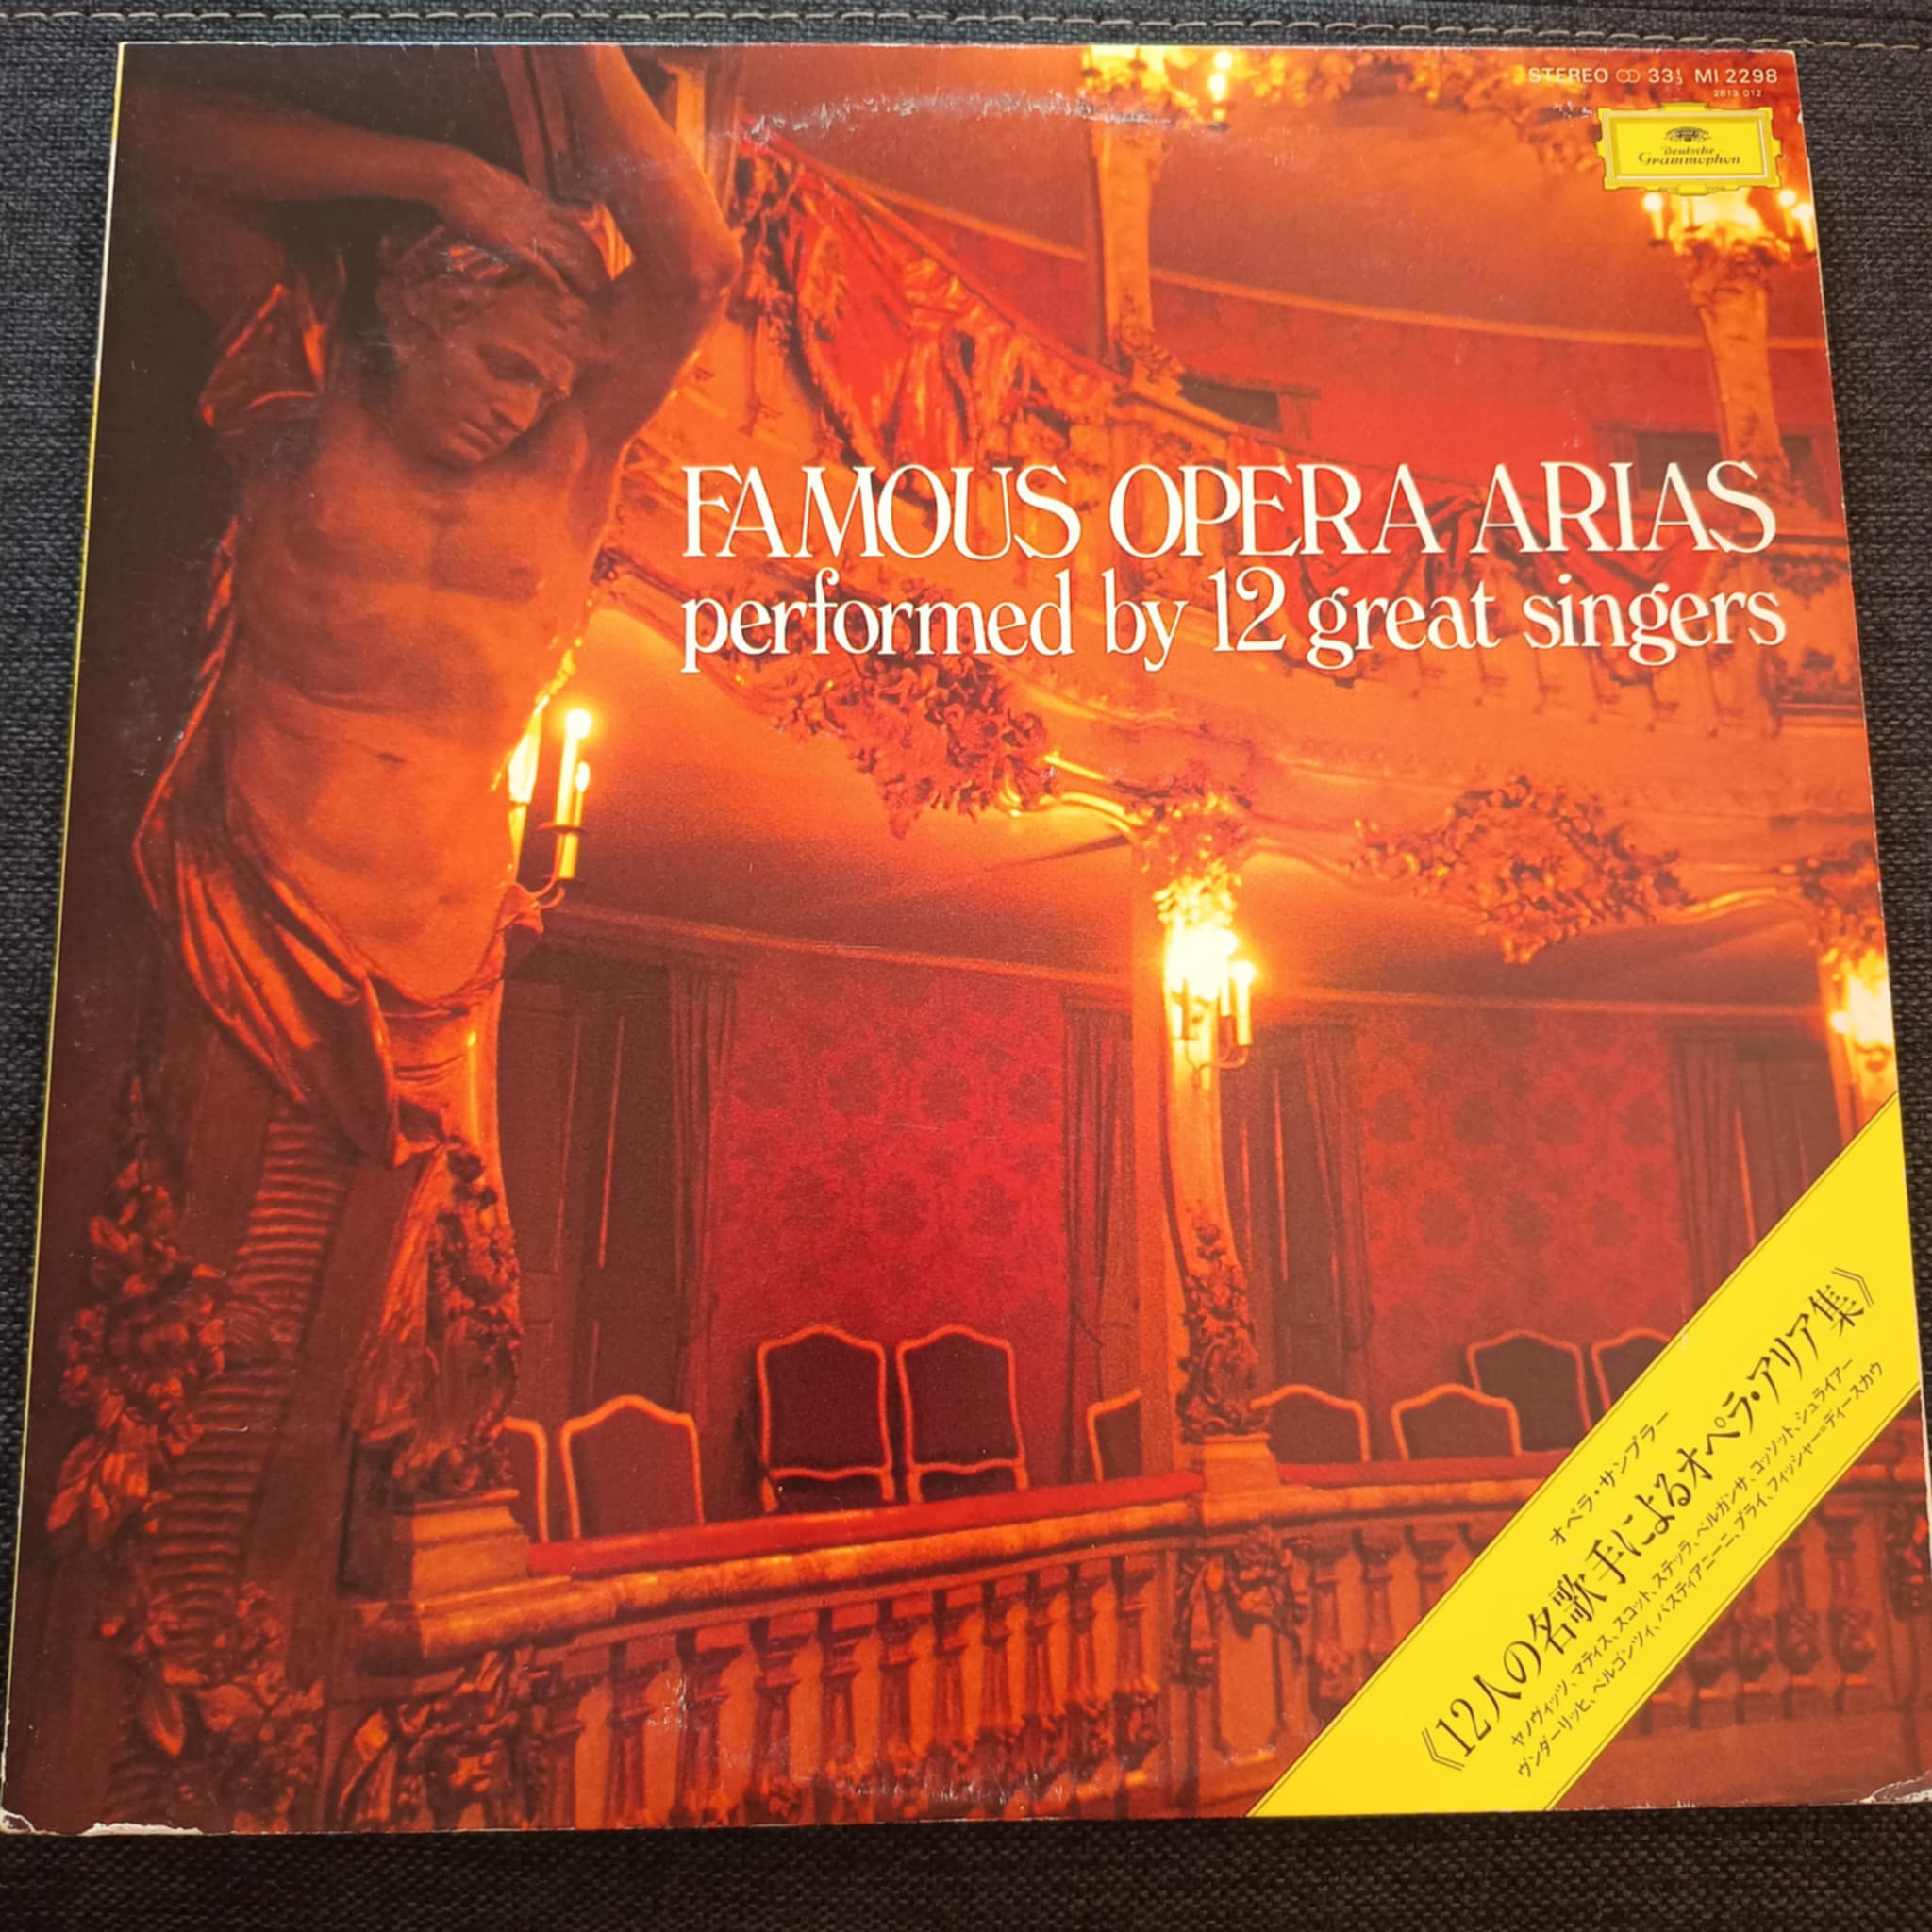 STEREO 33⅓ MI 2298
2813 012
Deutsche
Grammophon
FAMOUS OPERA ARIAS
performed by 12 great singers
オペラ・サンプラー
《12人の名歌手によるオペラ・アリア集》
ヤノヴィッツ、マティス、スコット、ステッラ、ベルガンサ、コッソット、シュライアー
ヴンダーリッヒ、ベルゴンツィ、バスティアニーニ、プライ、フィッシャー=ディースカウ